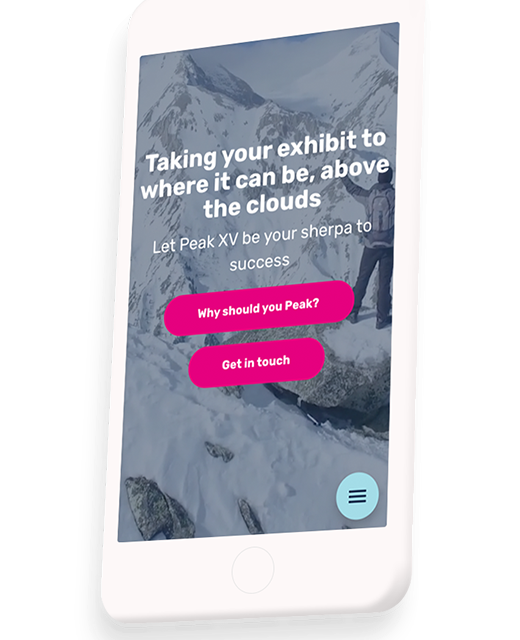 Taking your exhibit to
where it can be, above
the clouds
Let Peak XV be your sherpa to
success
Why should you Peak?
Get in touch